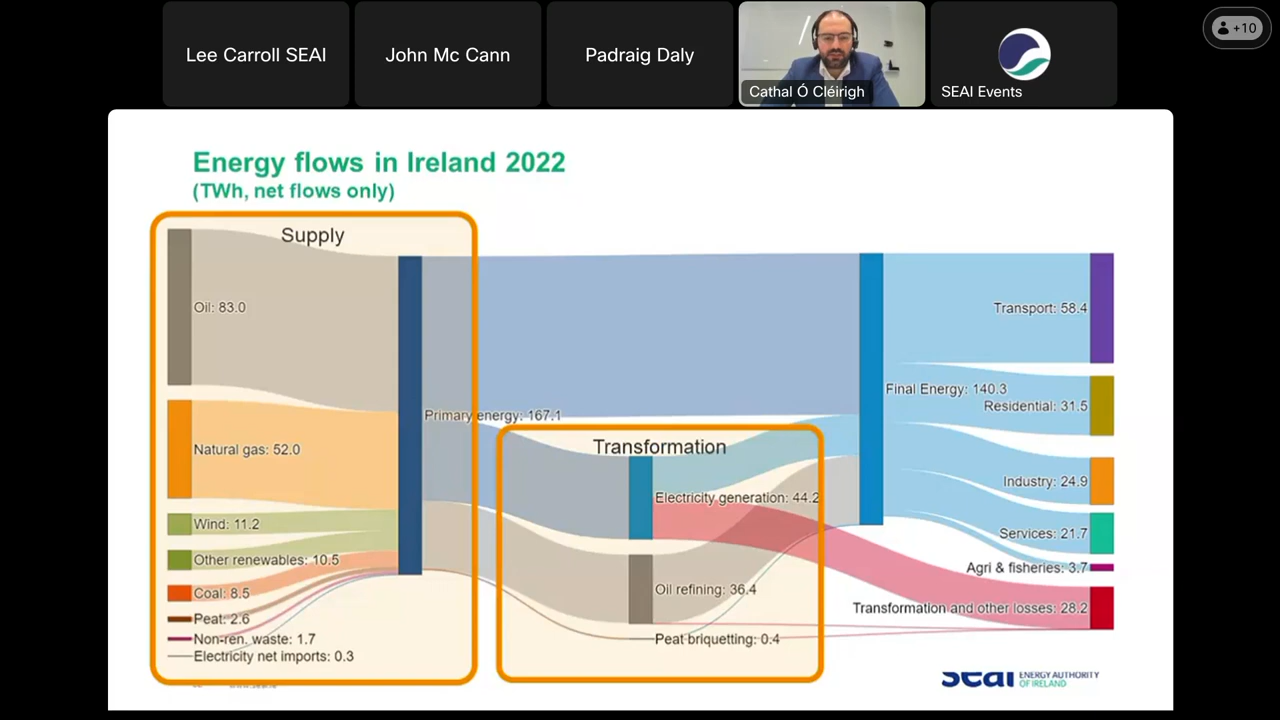 Lee Carroll SEAI
John Mc Cann
Padraig Daly
Cathal Ó Cléirigh
SEAI Events
+10
Energy flows in Ireland 2022
(TWh, net flows only)
Supply
Oil: 83.0
Natural gas: 52.0
Wind: 11.2
Other renewables: 10.5
Coal: 8.5
Peat: 2.6
Non-ren. waste: 1.7
Electricity net imports: 0.3
Primary energy: 167.1
Transformation
Electricity generation: 44.2
Oil refining: 36.4
Peat briquetting: 0.4
Final Energy: 140.3
Transport: 58.4
Residential: 31.5
Industry: 24.9
Services: 21.7
Agri & fisheries: 3.7
Transformation and other losses: 28.2
seai ENERGY AUTHORITY
OF IRELAND